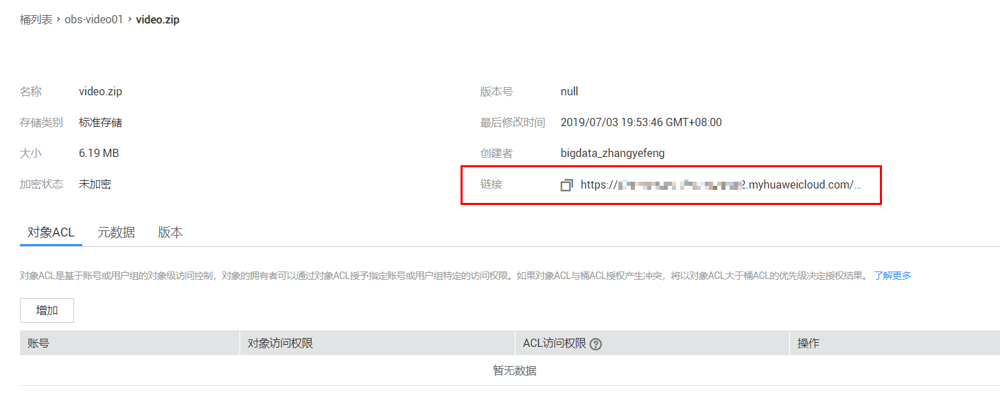 桶列表 › obs-video01 › video.zip
名称 video.zip 版本号 null
存储类别 标准存储 最后修改时间 2019/07/03 19:53:46 GMT+08:00
大小 6.19 MB 创建者 bigdata_zhangyefeng
加密状态 未加密 链接 https:// 2.myhuaweicloud.com/...
对象ACL 元数据 版本
对象ACL是基于账号或用户组的对象级访问控制，对象的拥有者可以通过对象ACL授予指定账号或用户组特定的访问权限。如果对象ACL与桶ACL授权产生冲突，将以对象ACL大于桶ACL的优先级决定授权结果。 了解更多
增加
账号 对象访问权限 ACL访问权限 ? 操作
暂无数据